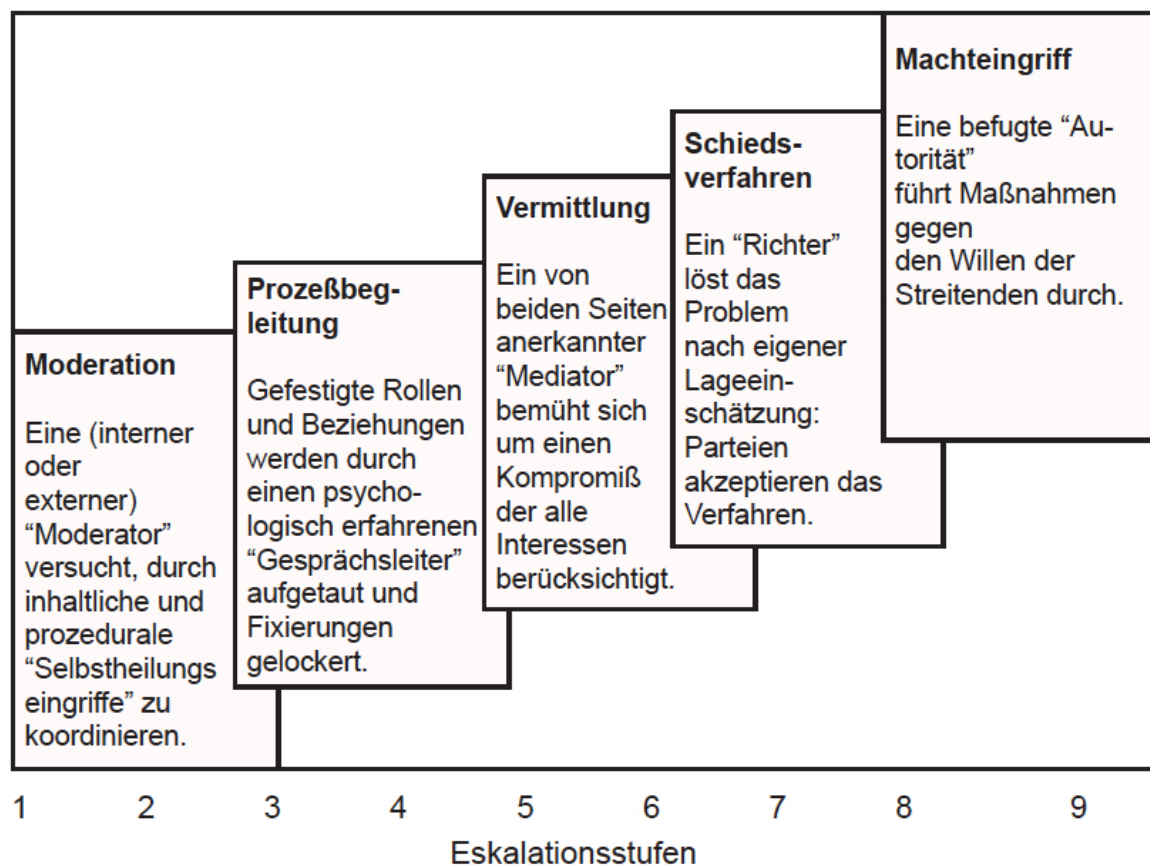 Moderation
Eine (interner
oder
externer)
“Moderator”
versucht, durch
inhaltliche und
prozedurale
“Selbstheilungs
eingriffe” zu
koordinieren.
Prozeßbeg-
leitung
Gefestigte Rollen
und Beziehungen
werden durch
einen psycho-
logisch erfahrenen
“Gesprächsleiter”
aufgetaut und
Fixierungen
gelockert.
Vermittlung
Ein von
beiden Seiten
anerkannter
“Mediator”
bemüht sich
um einen
Kompromiß
der alle
Interessen
berücksichtigt.
Schieds-
verfahren
Ein “Richter”
löst das
Problem
nach eigener
Lageein-
schätzung:
Parteien
akzeptieren das
Verfahren.
Machteingriff
Eine befugte “Au-
torität”
führt Maßnahmen
gegen
den Willen der
Streitenden durch.
1 2 3 4 5 6 7 8 9
Eskalationsstufen